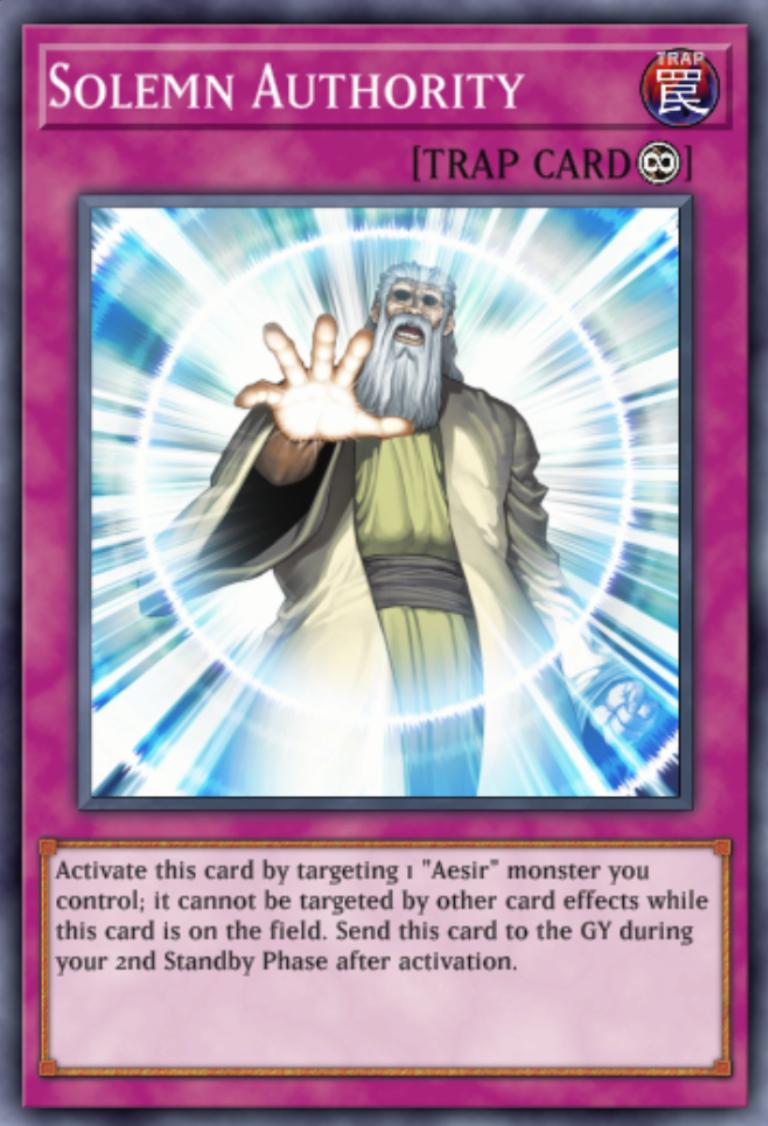 SOLEMN AUTHORITY
TRAP
罠
[TRAP CARD♾]
Activate this card by targeting 1 "Aesir" monster you
control; it cannot be targeted by other card effects while
this card is on the field. Send this card to the GY during
your 2nd Standby Phase after activation.